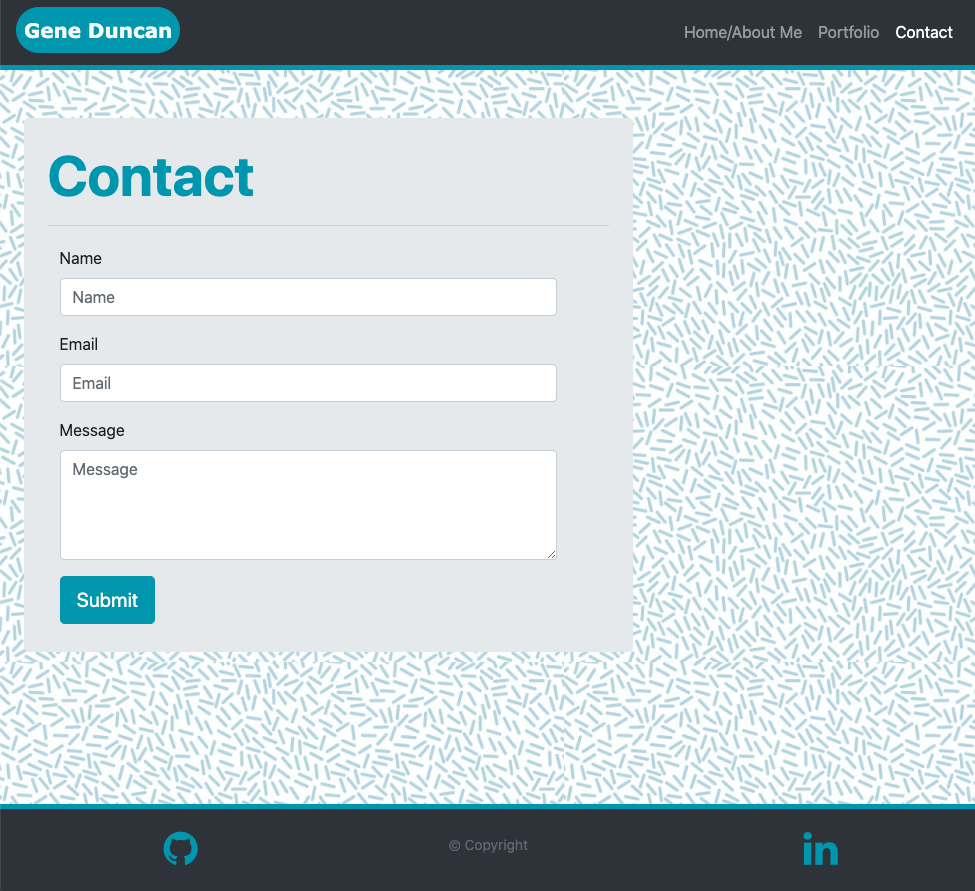 Gene Duncan
Home/About Me Portfolio Contact
Contact
Name
Name
Email
Email
Message
Message
Submit
© Copyright
in